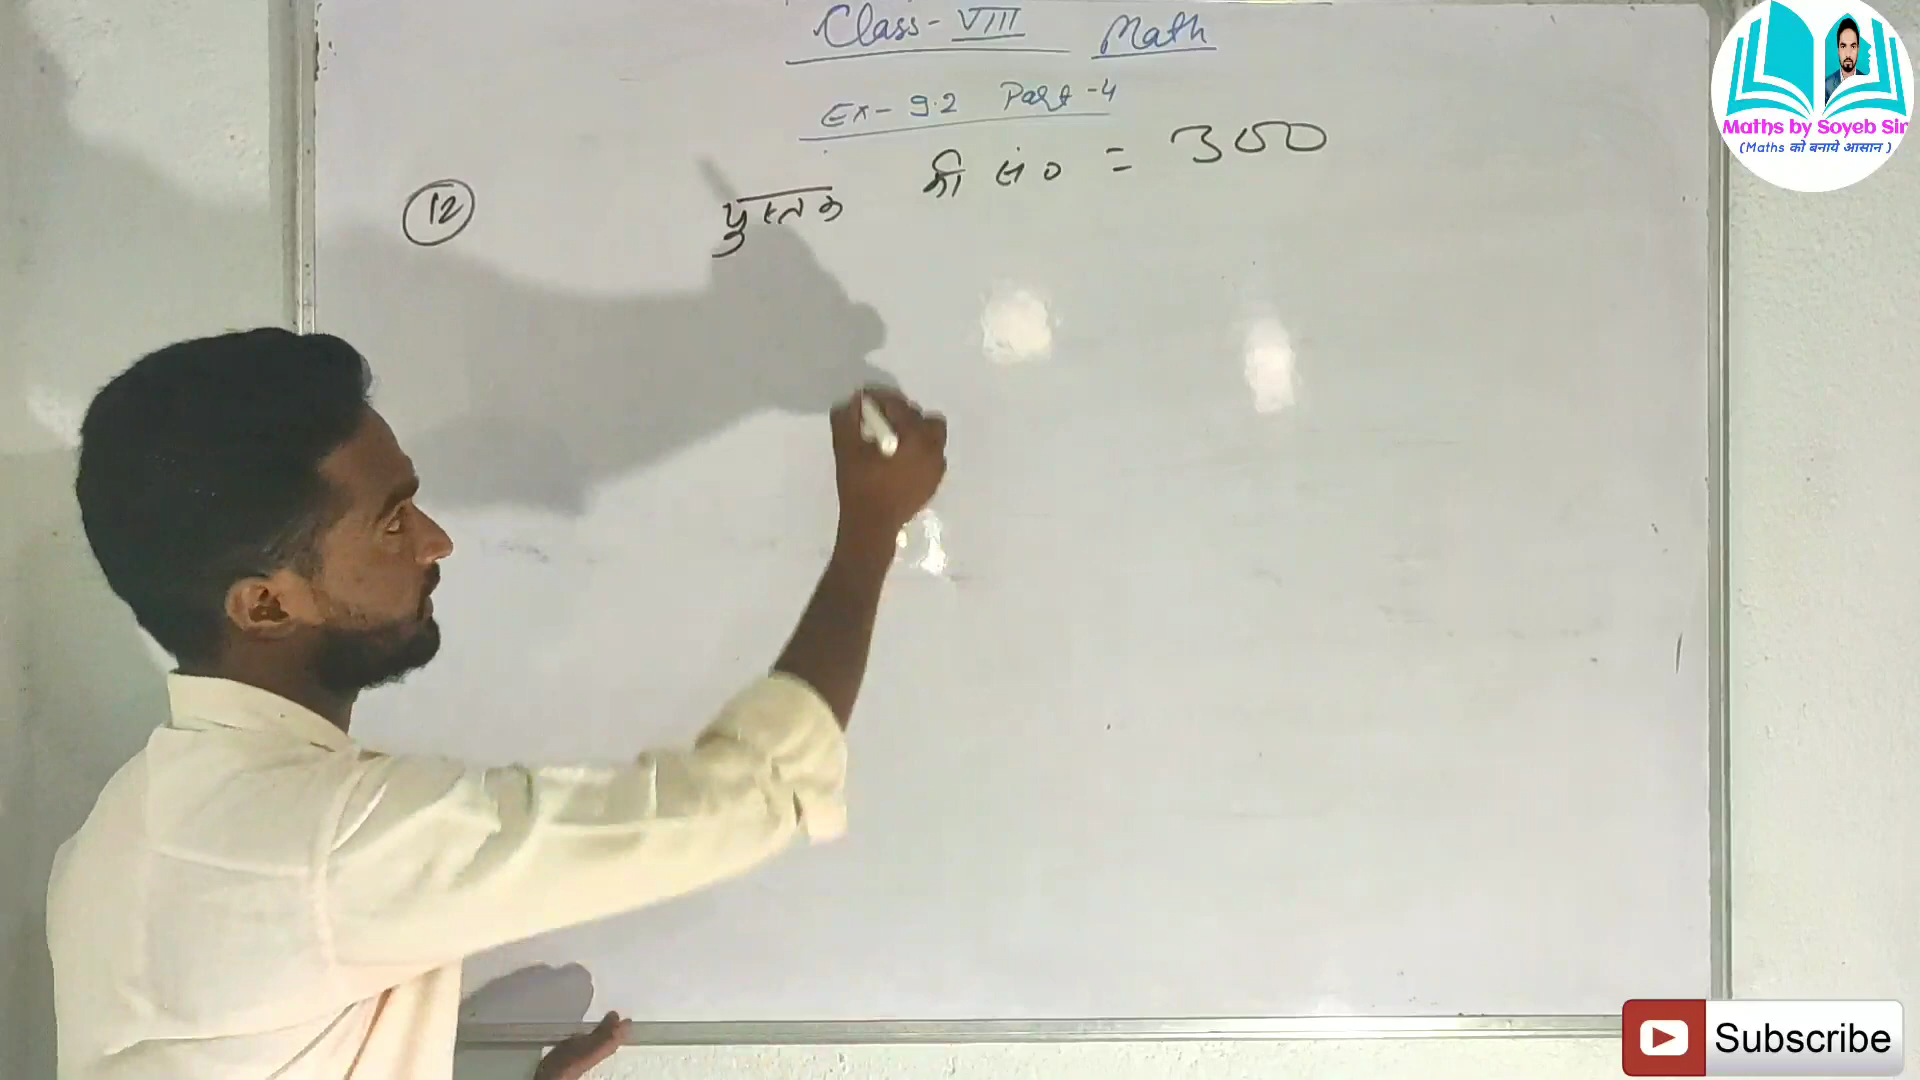 Class- VIII Math
Ex- 9.2 Part -4
(12) पुस्तक की सं० = 300
Maths by Soyeb Sir
(Maths को बनाये आसान )
Subscribe